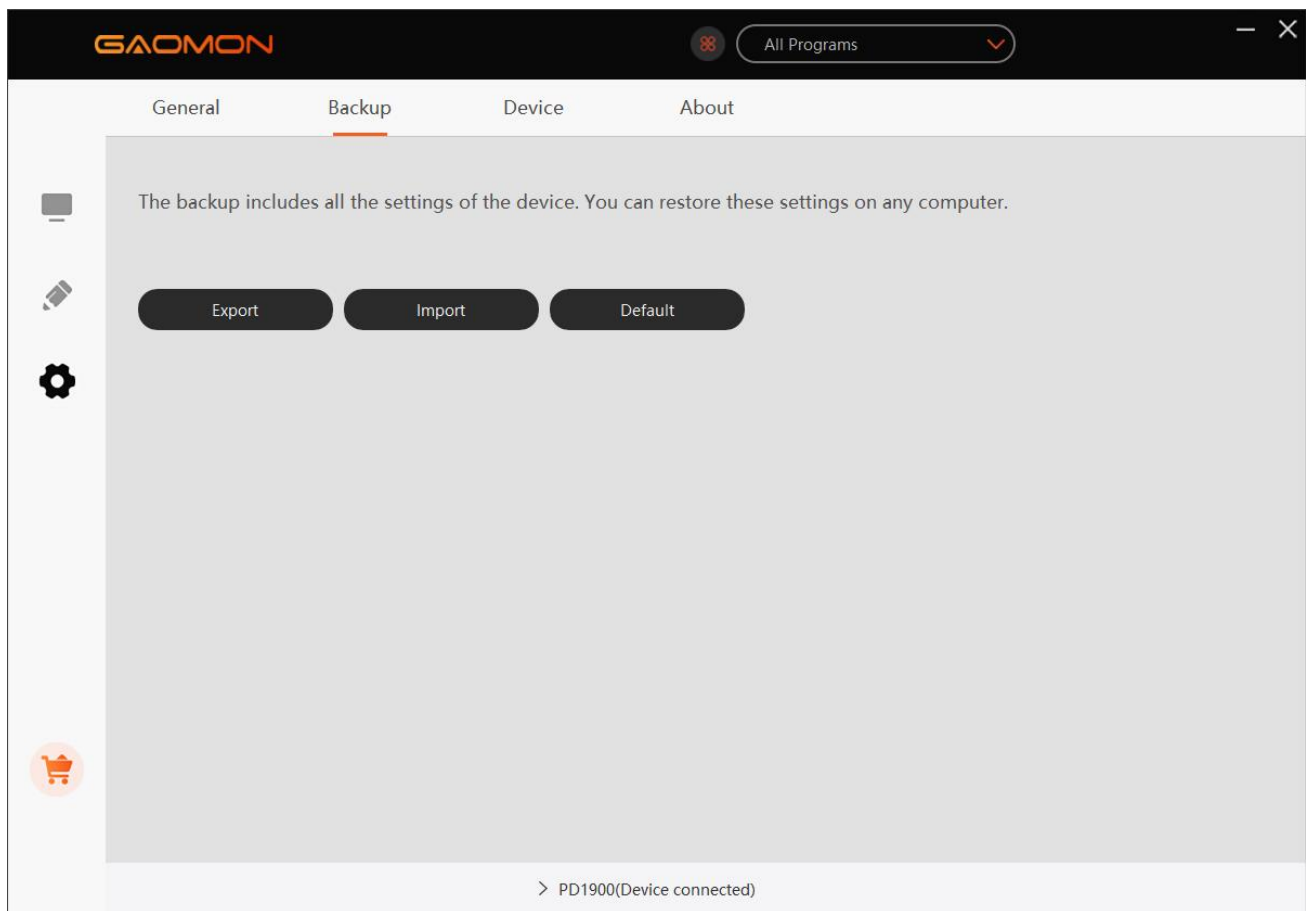 GAOMON
All Programs
General Backup Device About
The backup includes all the settings of the device. You can restore these settings on any computer.
Export Import Default
PD1900(Device connected)